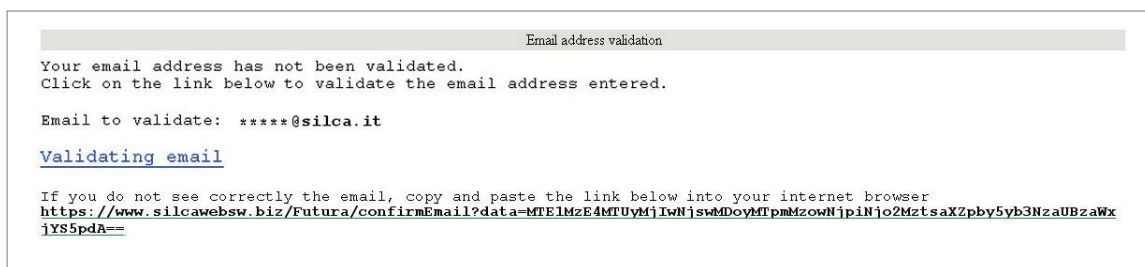 Email address validation
Your email address has not been validated.
Click on the link below to validate the email address entered.
Email to validate: *****@silca.it
Validating email
If you do not see correctly the email, copy and paste the link below into your internet browser
https://www.silcawebsw.biz/Futura/confirmEmail?data=MTE1MzE4MTUyMjIwNjswMDoyMTpmMzowNjpiNjo2MztsaXZpby5yb3NzaUBzaWx
jYS5pdA==